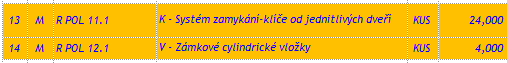 13 M R POL 11.1 K - Systém zamykání-klíče od jednitlivých dveří KUS 24,000
14 M R POL 12.1 V - Zámkové cylindrické vložky KUS 4,000